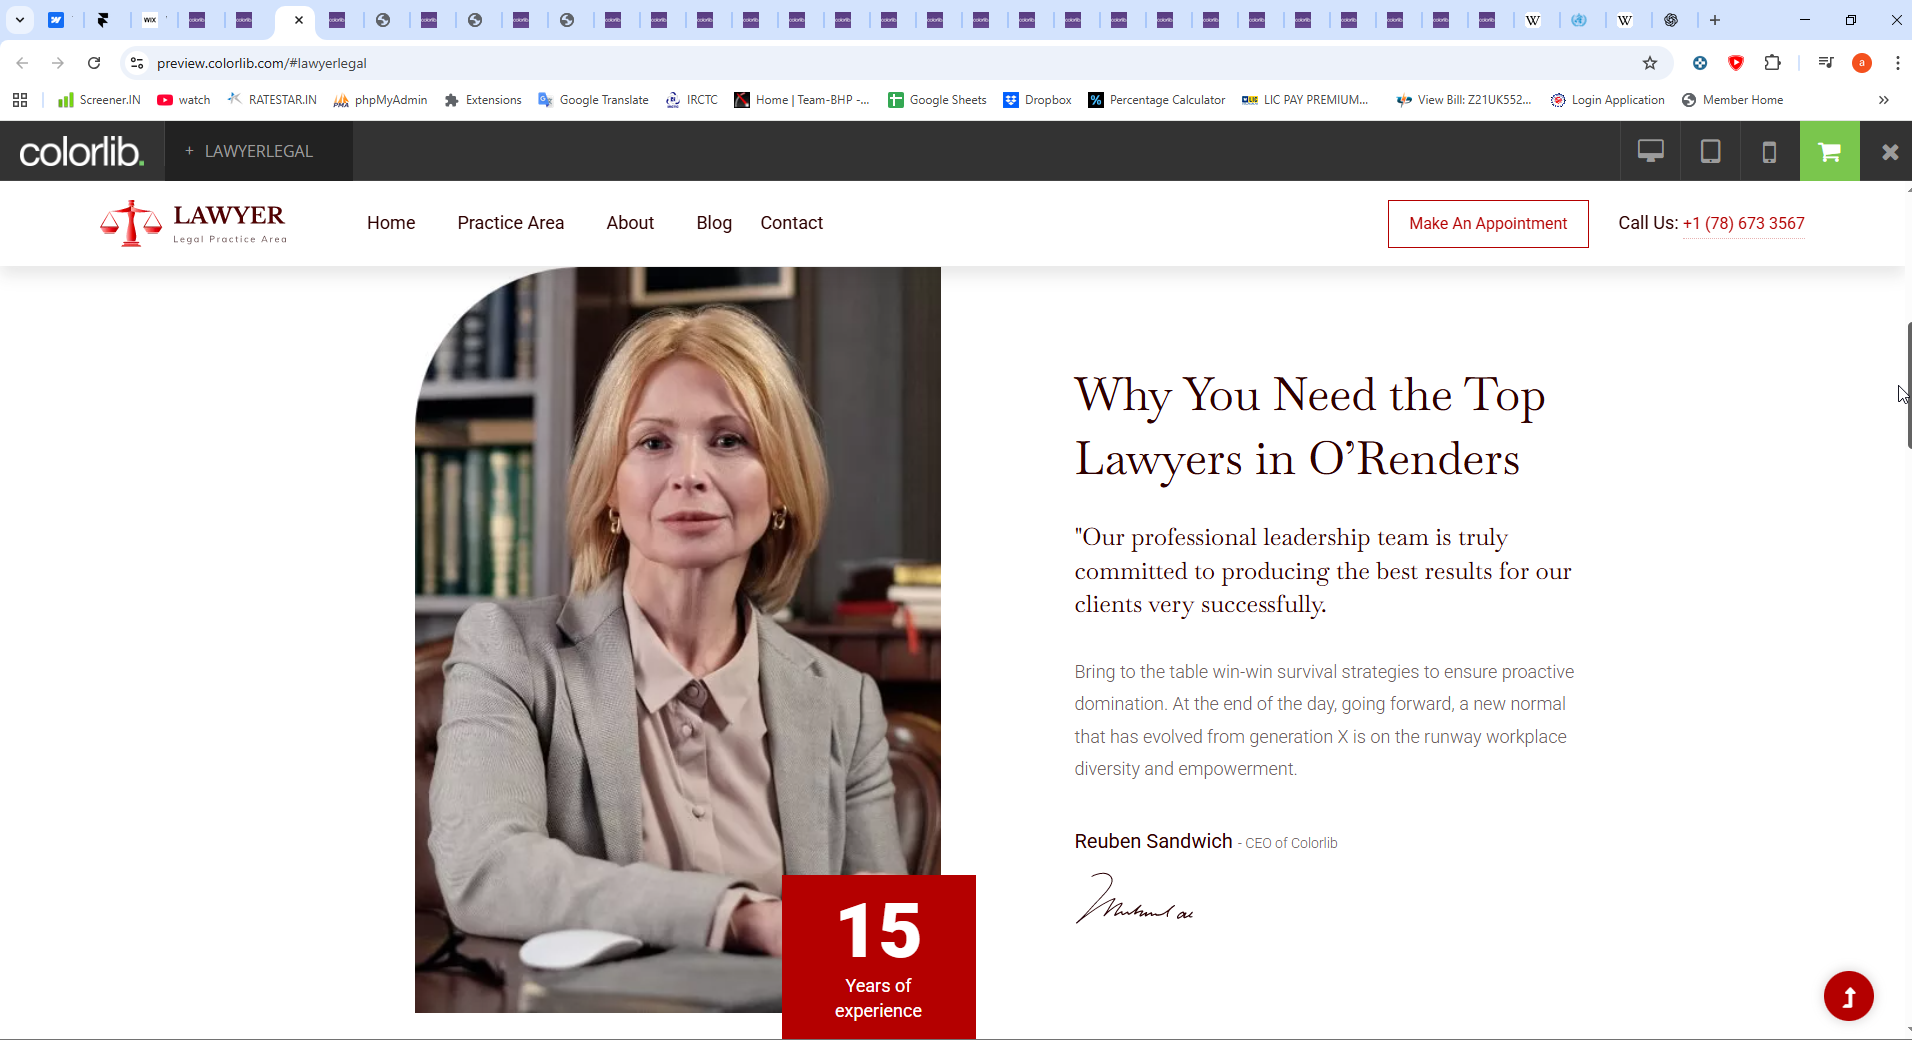 preview.colorlib.com/#lawyerlegal
Screener.IN
watch
RATESTAR.IN
phpMyAdmin
Extensions
Google Translate
IRCTC
Home | Team-BHP -...
Google Sheets
Dropbox
Percentage Calculator
LIC PAY PREMIUM...
View Bill: Z21UK552...
Login Application
Member Home
colorlib.
+ LAWYERLEGAL
LAWYER
Legal Practice Area
Home
Practice Area
About
Blog
Contact
Make An Appointment
Call Us: +1 (78) 673 3567
Why You Need the Top
Lawyers in O’Renders
"Our professional leadership team is truly
committed to producing the best results for our
clients very successfully.
Bring to the table win-win survival strategies to ensure proactive
domination. At the end of the day, going forward, a new normal
that has evolved from generation X is on the runway workplace
diversity and empowerment.
Reuben Sandwich - CEO of Colorlib
15
Years of
experience